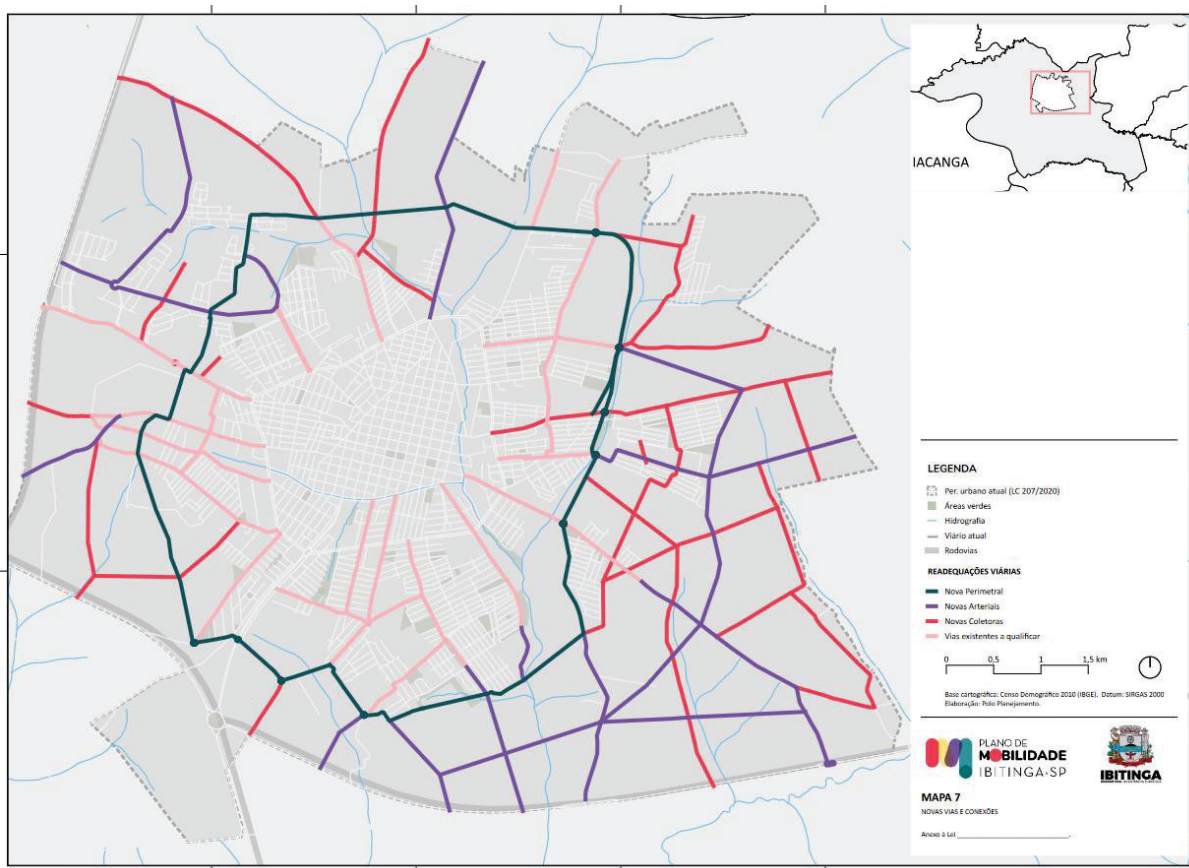 IACANGA
LEGENDA
Per. urbano atual (LC 207/2020)
Áreas verdes
Hidrografia
Viário atual
Rodovias
READEQUAÇÕES VIÁRIAS
Nova Perimetral
Novas Arteriais
Novas Coletoras
Vias existentes a qualificar
0 0,5 1 1,5 km
Base cartográfica: Censo Demográfico 2010 (IBGE). Datum: SIRGAS 2000
Elaboração: Polo Planejamento.
PLANO DE
MOBILIDADE
IBITINGA·SP
IBITINGA
MAPA 7
NOVAS VIAS E CONEXÕES
Anexo à Lei ______________________________.